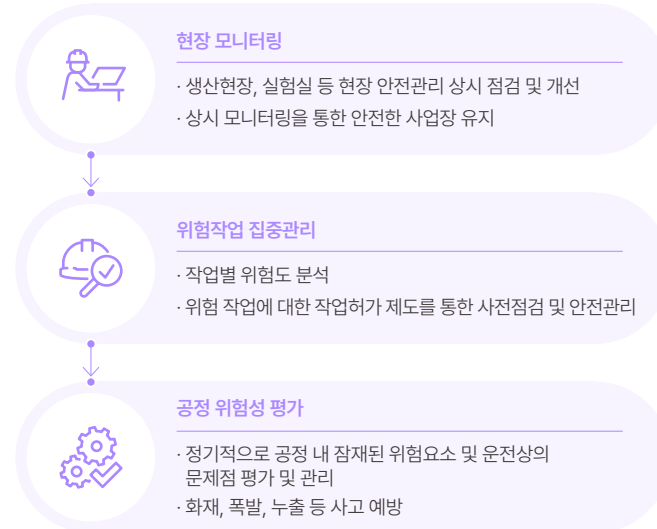 현장 모니터링
· 생산현장, 실험실 등 현장 안전관리 상시 점검 및 개선
· 상시 모니터링을 통한 안전한 사업장 유지
위험작업 집중관리
· 작업별 위험도 분석
· 위험 작업에 대한 작업허가 제도를 통한 사전점검 및 안전관리
공정 위험성 평가
· 정기적으로 공정 내 잠재된 위험요소 및 운전상의
문제점 평가 및 관리
· 화재, 폭발, 누출 등 사고 예방